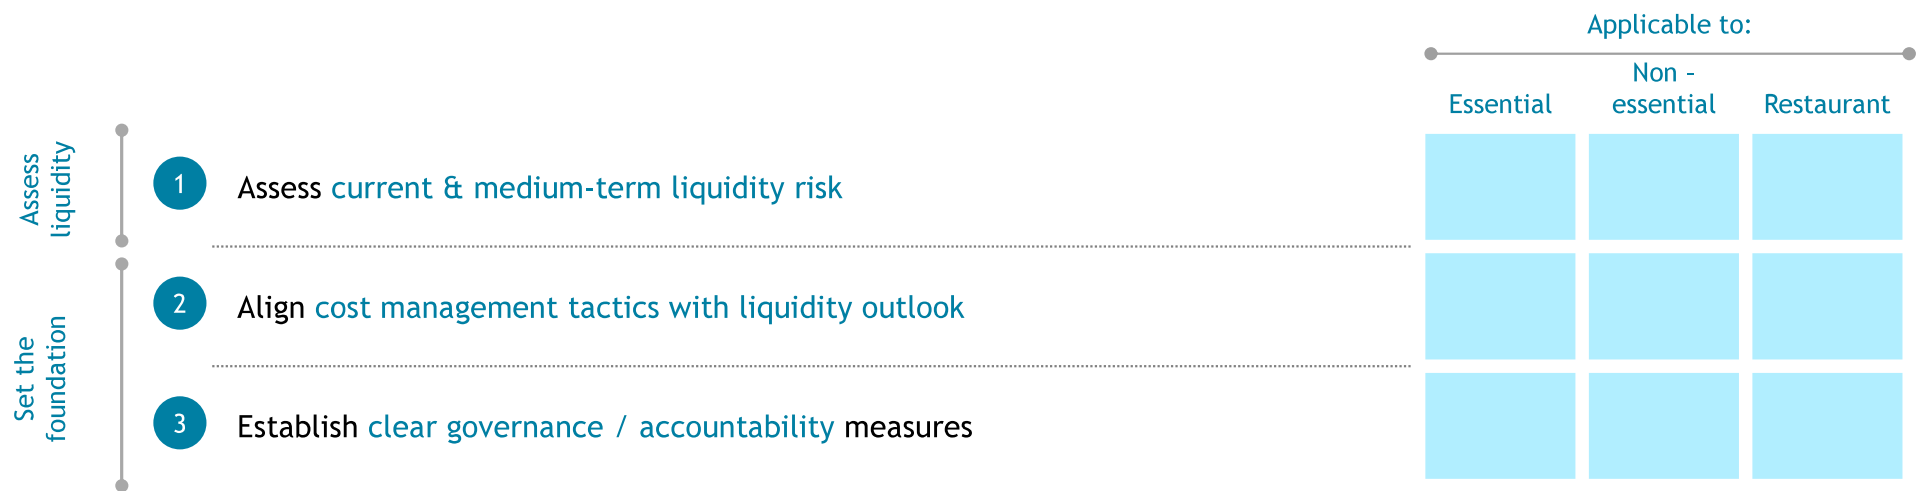 Applicable to:
Essential
Non –
essential
Restaurant
Assess
liquidity
1
Assess current & medium-term liquidity risk
Set the
foundation
2
Align cost management tactics with liquidity outlook
3
Establish clear governance / accountability measures